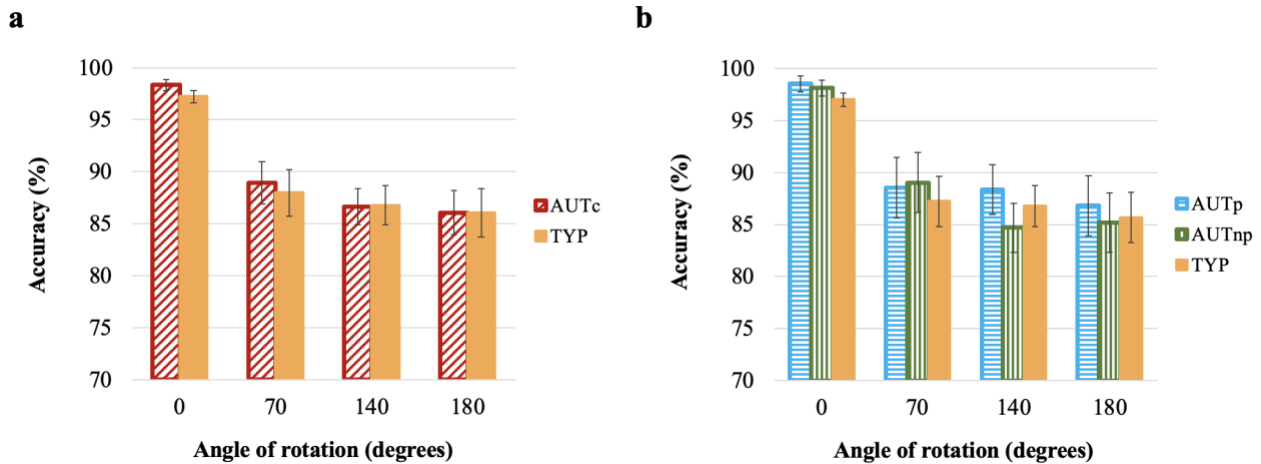 a
100
95
90
85
80
75
70
0 70 140 180
Accuracy (%)
Angle of rotation (degrees)
AUTc
TYP
b
100
95
90
85
80
75
70
0 70 140 180
Accuracy (%)
Angle of rotation (degrees)
AUTp
AUTnp
TYP